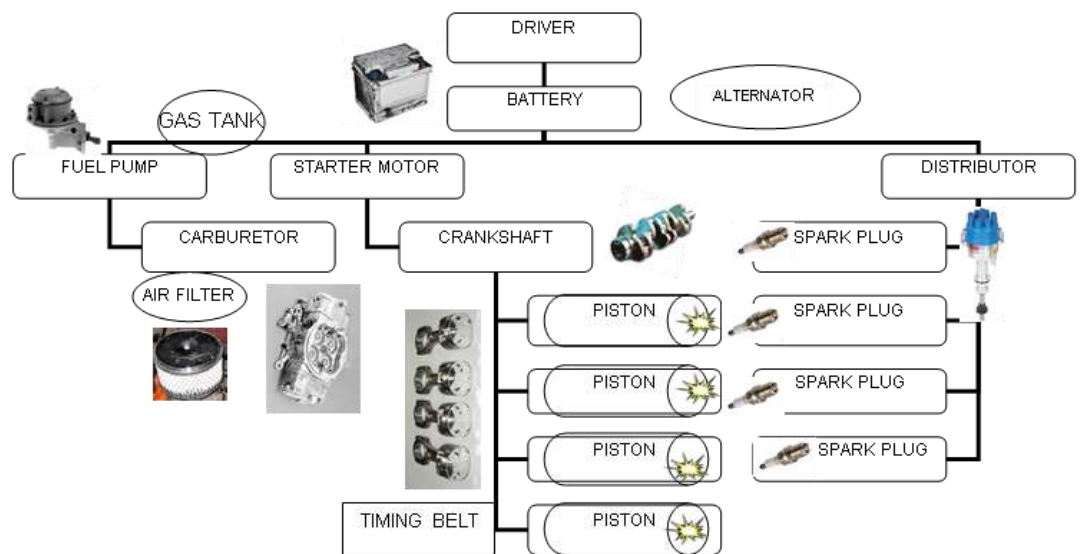 DRIVER
BATTERY
ALTERNATOR
GAS TANK
FUEL PUMP
STARTER MOTOR
DISTRIBUTOR
CARBURETOR
CRANKSHAFT
SPARK PLUG
AIR FILTER
PISTON
SPARK PLUG
PISTON
SPARK PLUG
PISTON
SPARK PLUG
TIMING BELT
PISTON